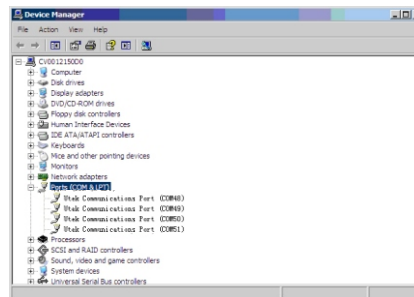 Device Manager
File Action View Help
CV001215000
Computer
Disk drives
Display adapters
DVD/CD-ROM drives
Floppy disk controllers
Human Interface Devices
IDE ATA/ATAPI controllers
Keyboards
Mice and other pointing devices
Monitors
Network adapters
Ports (COM & LPT)
Utek Communications Port (COM48)
Utek Communications Port (COM49)
Utek Communications Port (COM50)
Utek Communications Port (COM51)
Processors
SCSI and RAID controllers
Sound, video and game controllers
System devices
Universal Serial Bus controllers